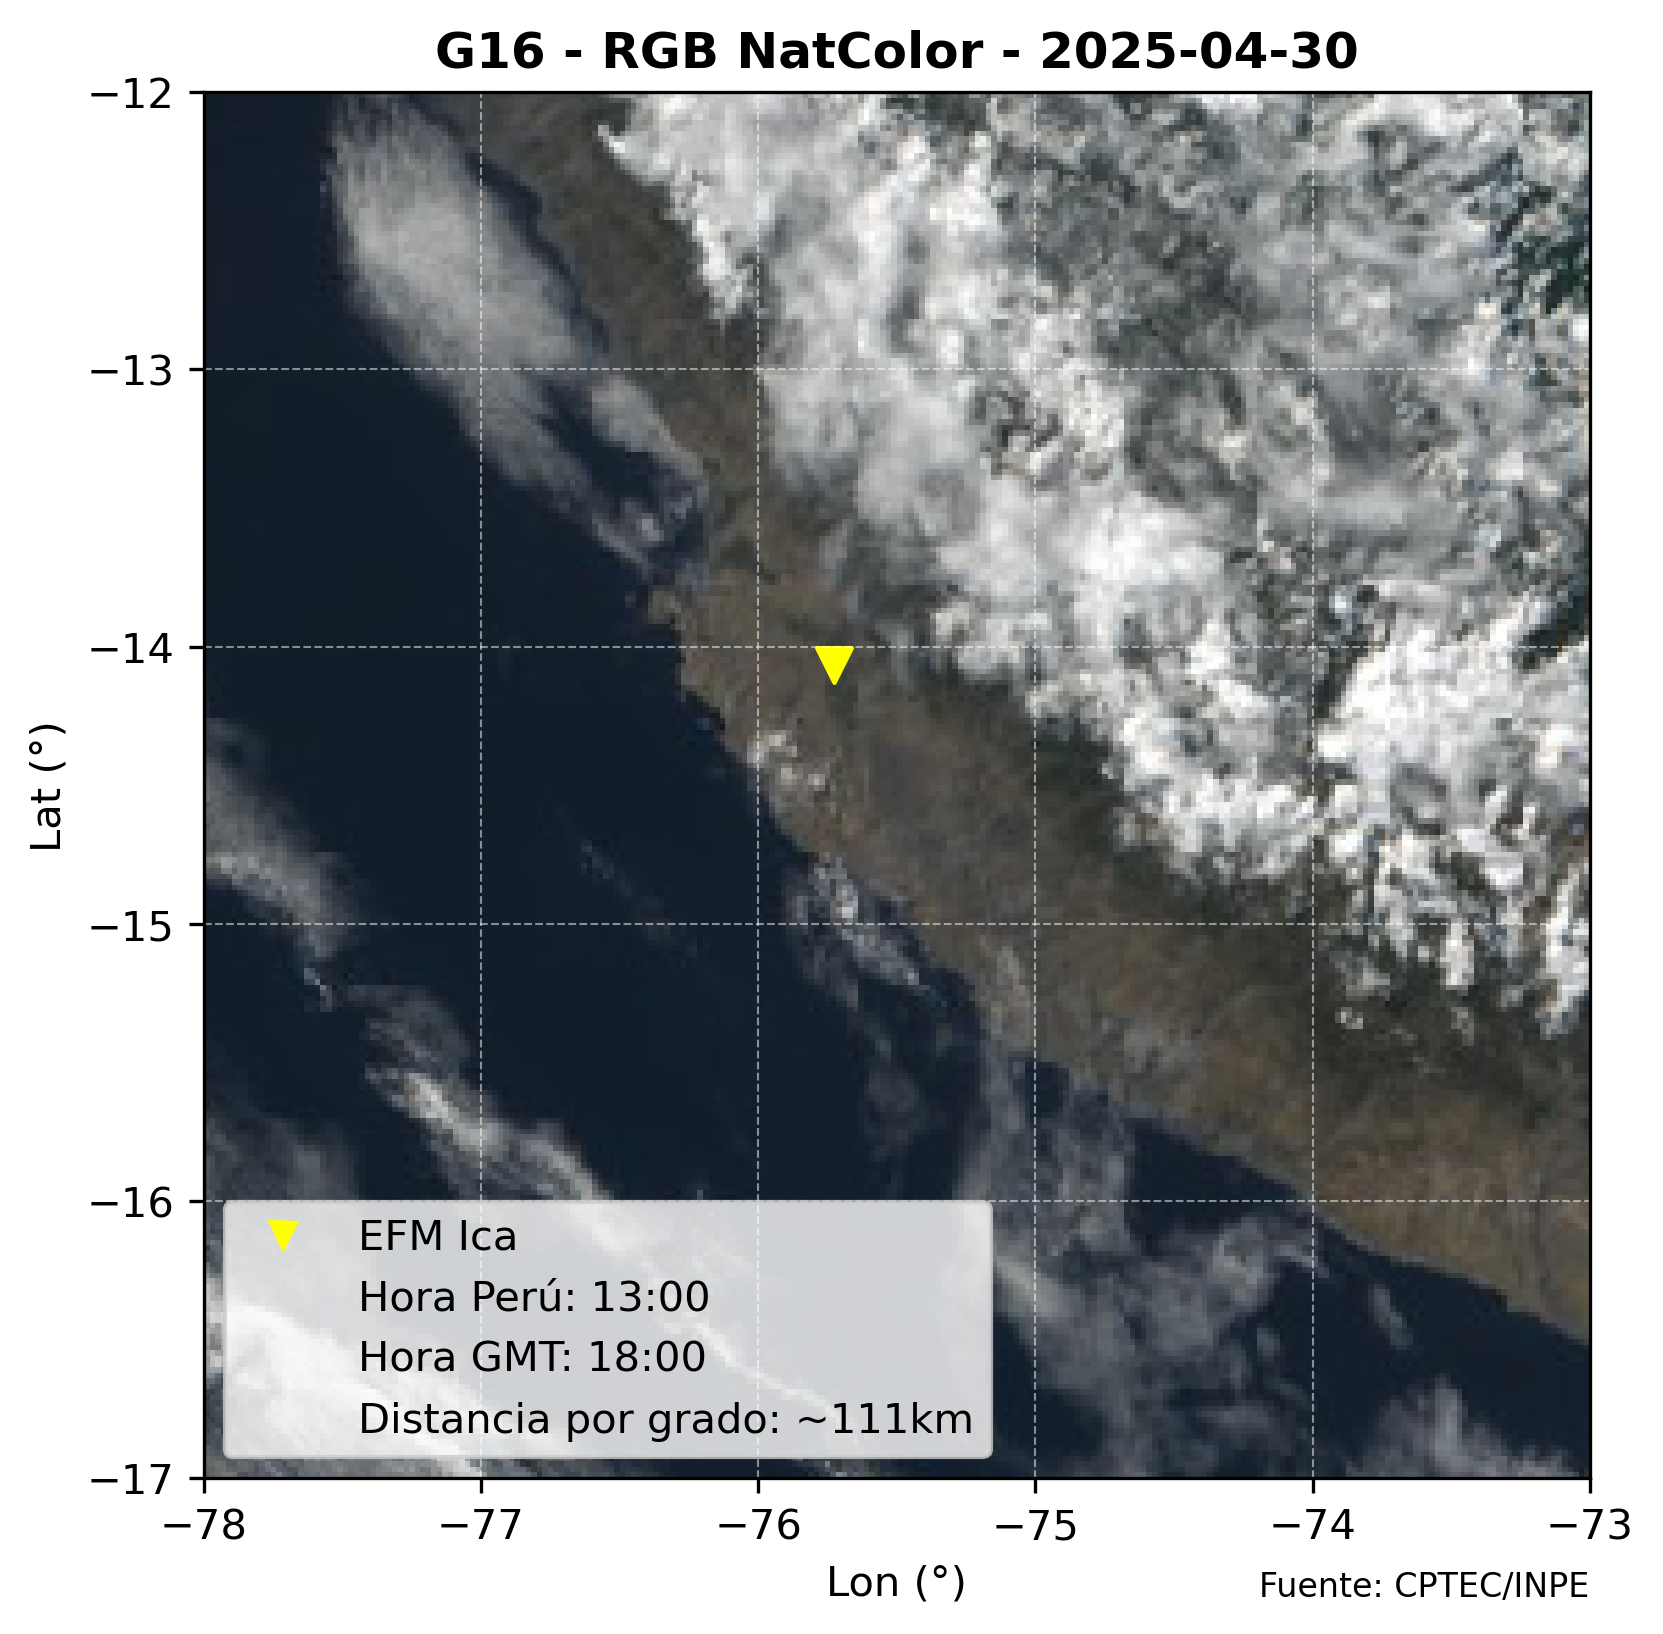 G16 - RGB NatColor - 2025-04-30
−12
−13
−14
−15
−16
−17
Lat (°)
EFM Ica
Hora Perú: 13:00
Hora GMT: 18:00
Distancia por grado: ~111km
−78 −77 −76 −75 −74 −73
Lon (°)
Fuente: CPTEC/INPE